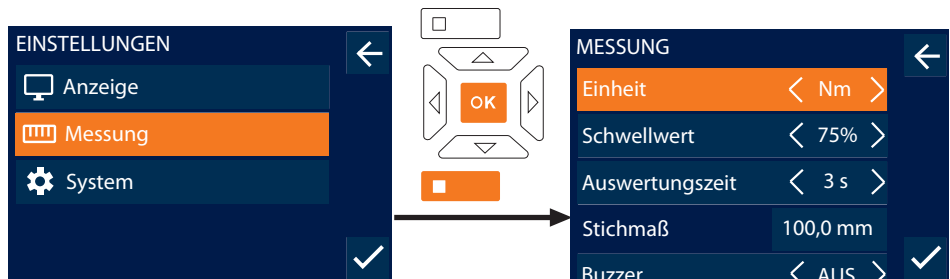 EINSTELLUNGEN
Anzeige
Messung
System
OK
MESSUNG
Einheit Nm
Schwellwert 75%
Auswertungszeit 3 s
Stichmaß 100,0 mm
Buzzer AUS